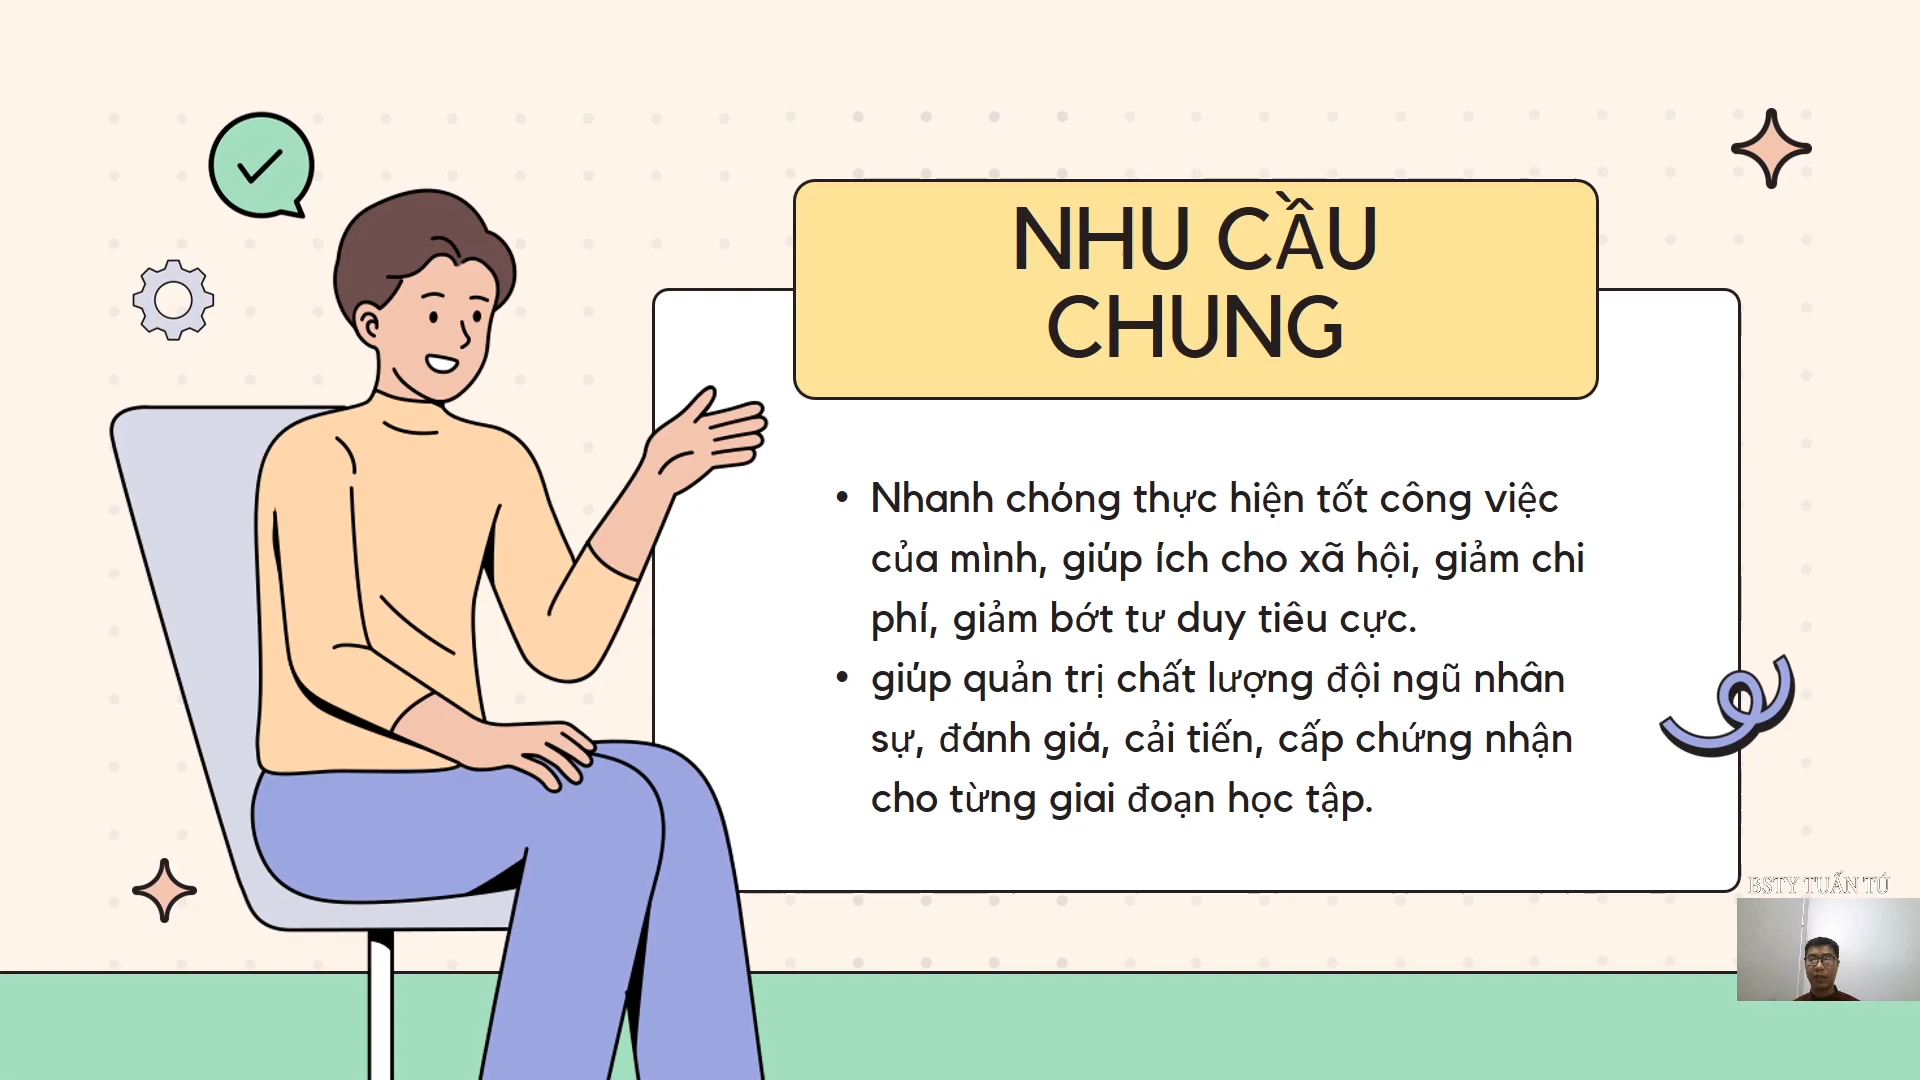 NHU CẦU
CHUNG
• Nhanh chóng thực hiện tốt công việc
của mình, giúp ích cho xã hội, giảm chi
phí, giảm bớt tư duy tiêu cực.
• giúp quản trị chất lượng đội ngũ nhân
sự, đánh giá, cải tiến, cấp chứng nhận
cho từng giai đoạn học tập.
BSTY TUẤN TÚ